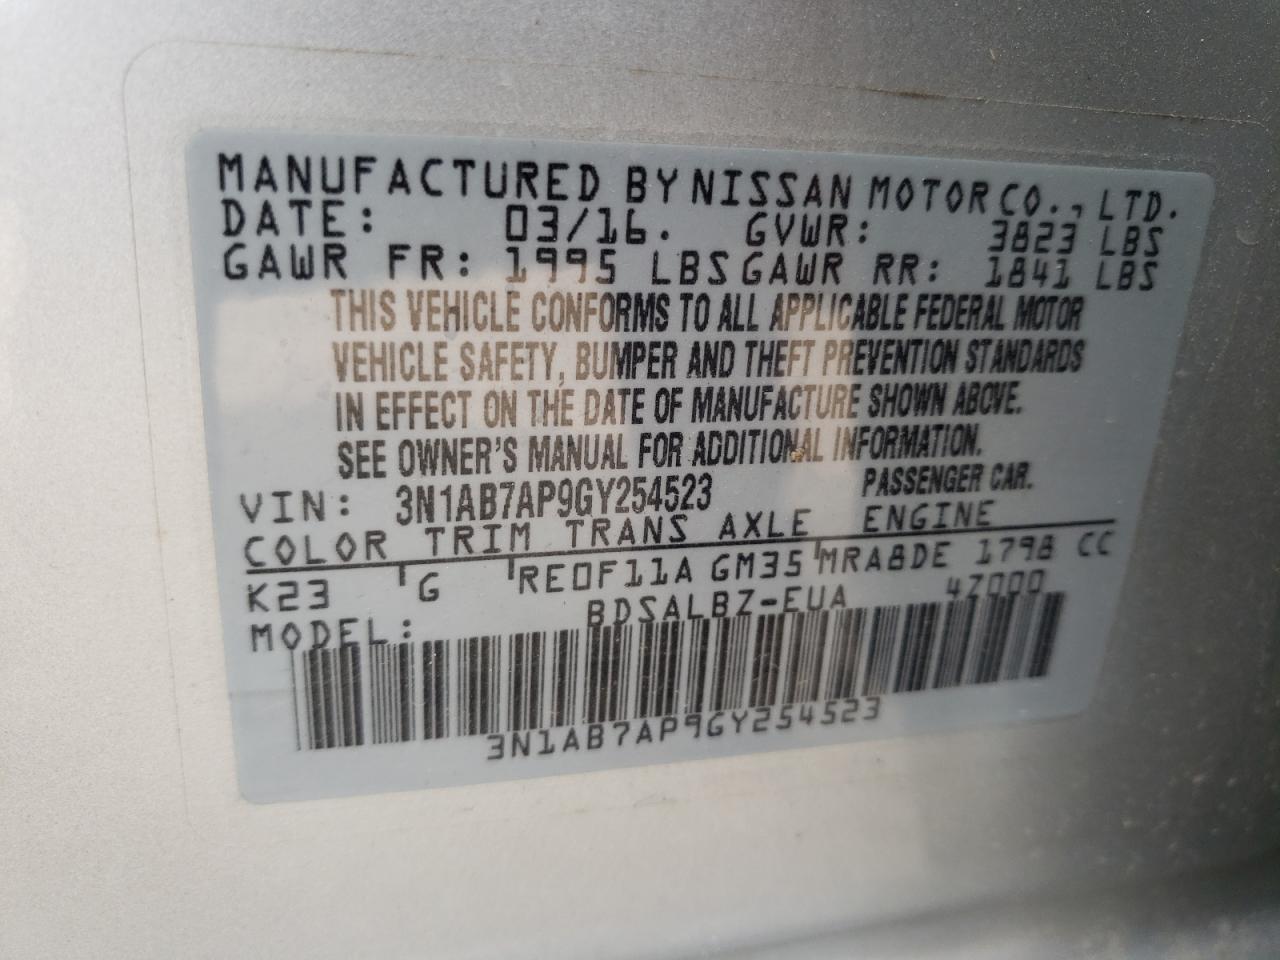 MANUFACTURED BY NISSAN MOTOR CO., LTD.
DATE: 03/16. GVWR: 3823 LBS
GAWR FR: 1995 LBS GAWR RR: 1841 LBS
THIS VEHICLE CONFORMS TO ALL APPLICABLE FEDERAL MOTOR
VEHICLE SAFETY, BUMPER AND THEFT PREVENTION STANDARDS
IN EFFECT ON THE DATE OF MANUFACTURE SHOWN ABOVE.
SEE OWNER'S MANUAL FOR ADDITIONAL INFORMATION.
VIN: 3N1AB7AP9GY254523 PASSENGER CAR.
COLOR TRIM TRANS AXLE ENGINE
K23 G RE0F11A GM35 MRA8DE 1798 CC
MODEL: BDSALBZ-EUA 4Z000
3N1AB7AP9GY254523